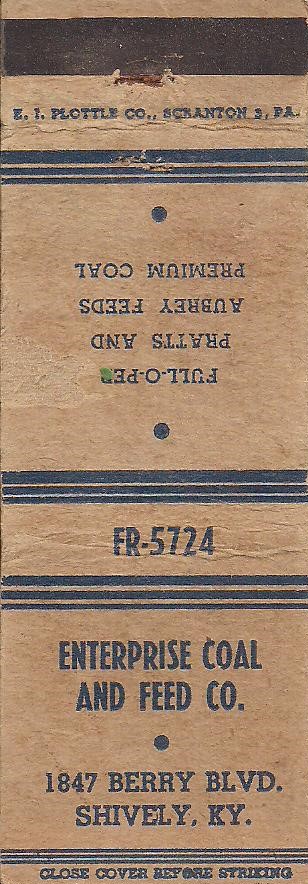 E. I. PLOTTLE CO., SCRANTON 3, PA.
FULL-O-PEP
PRATTS AND
AUBREY FEEDS
PREMIUM COAL
FR-5724
ENTERPRISE COAL
AND FEED CO.
1847 BERRY BLVD.
SHIVELY, KY.
CLOSE COVER BEFORE STRIKING